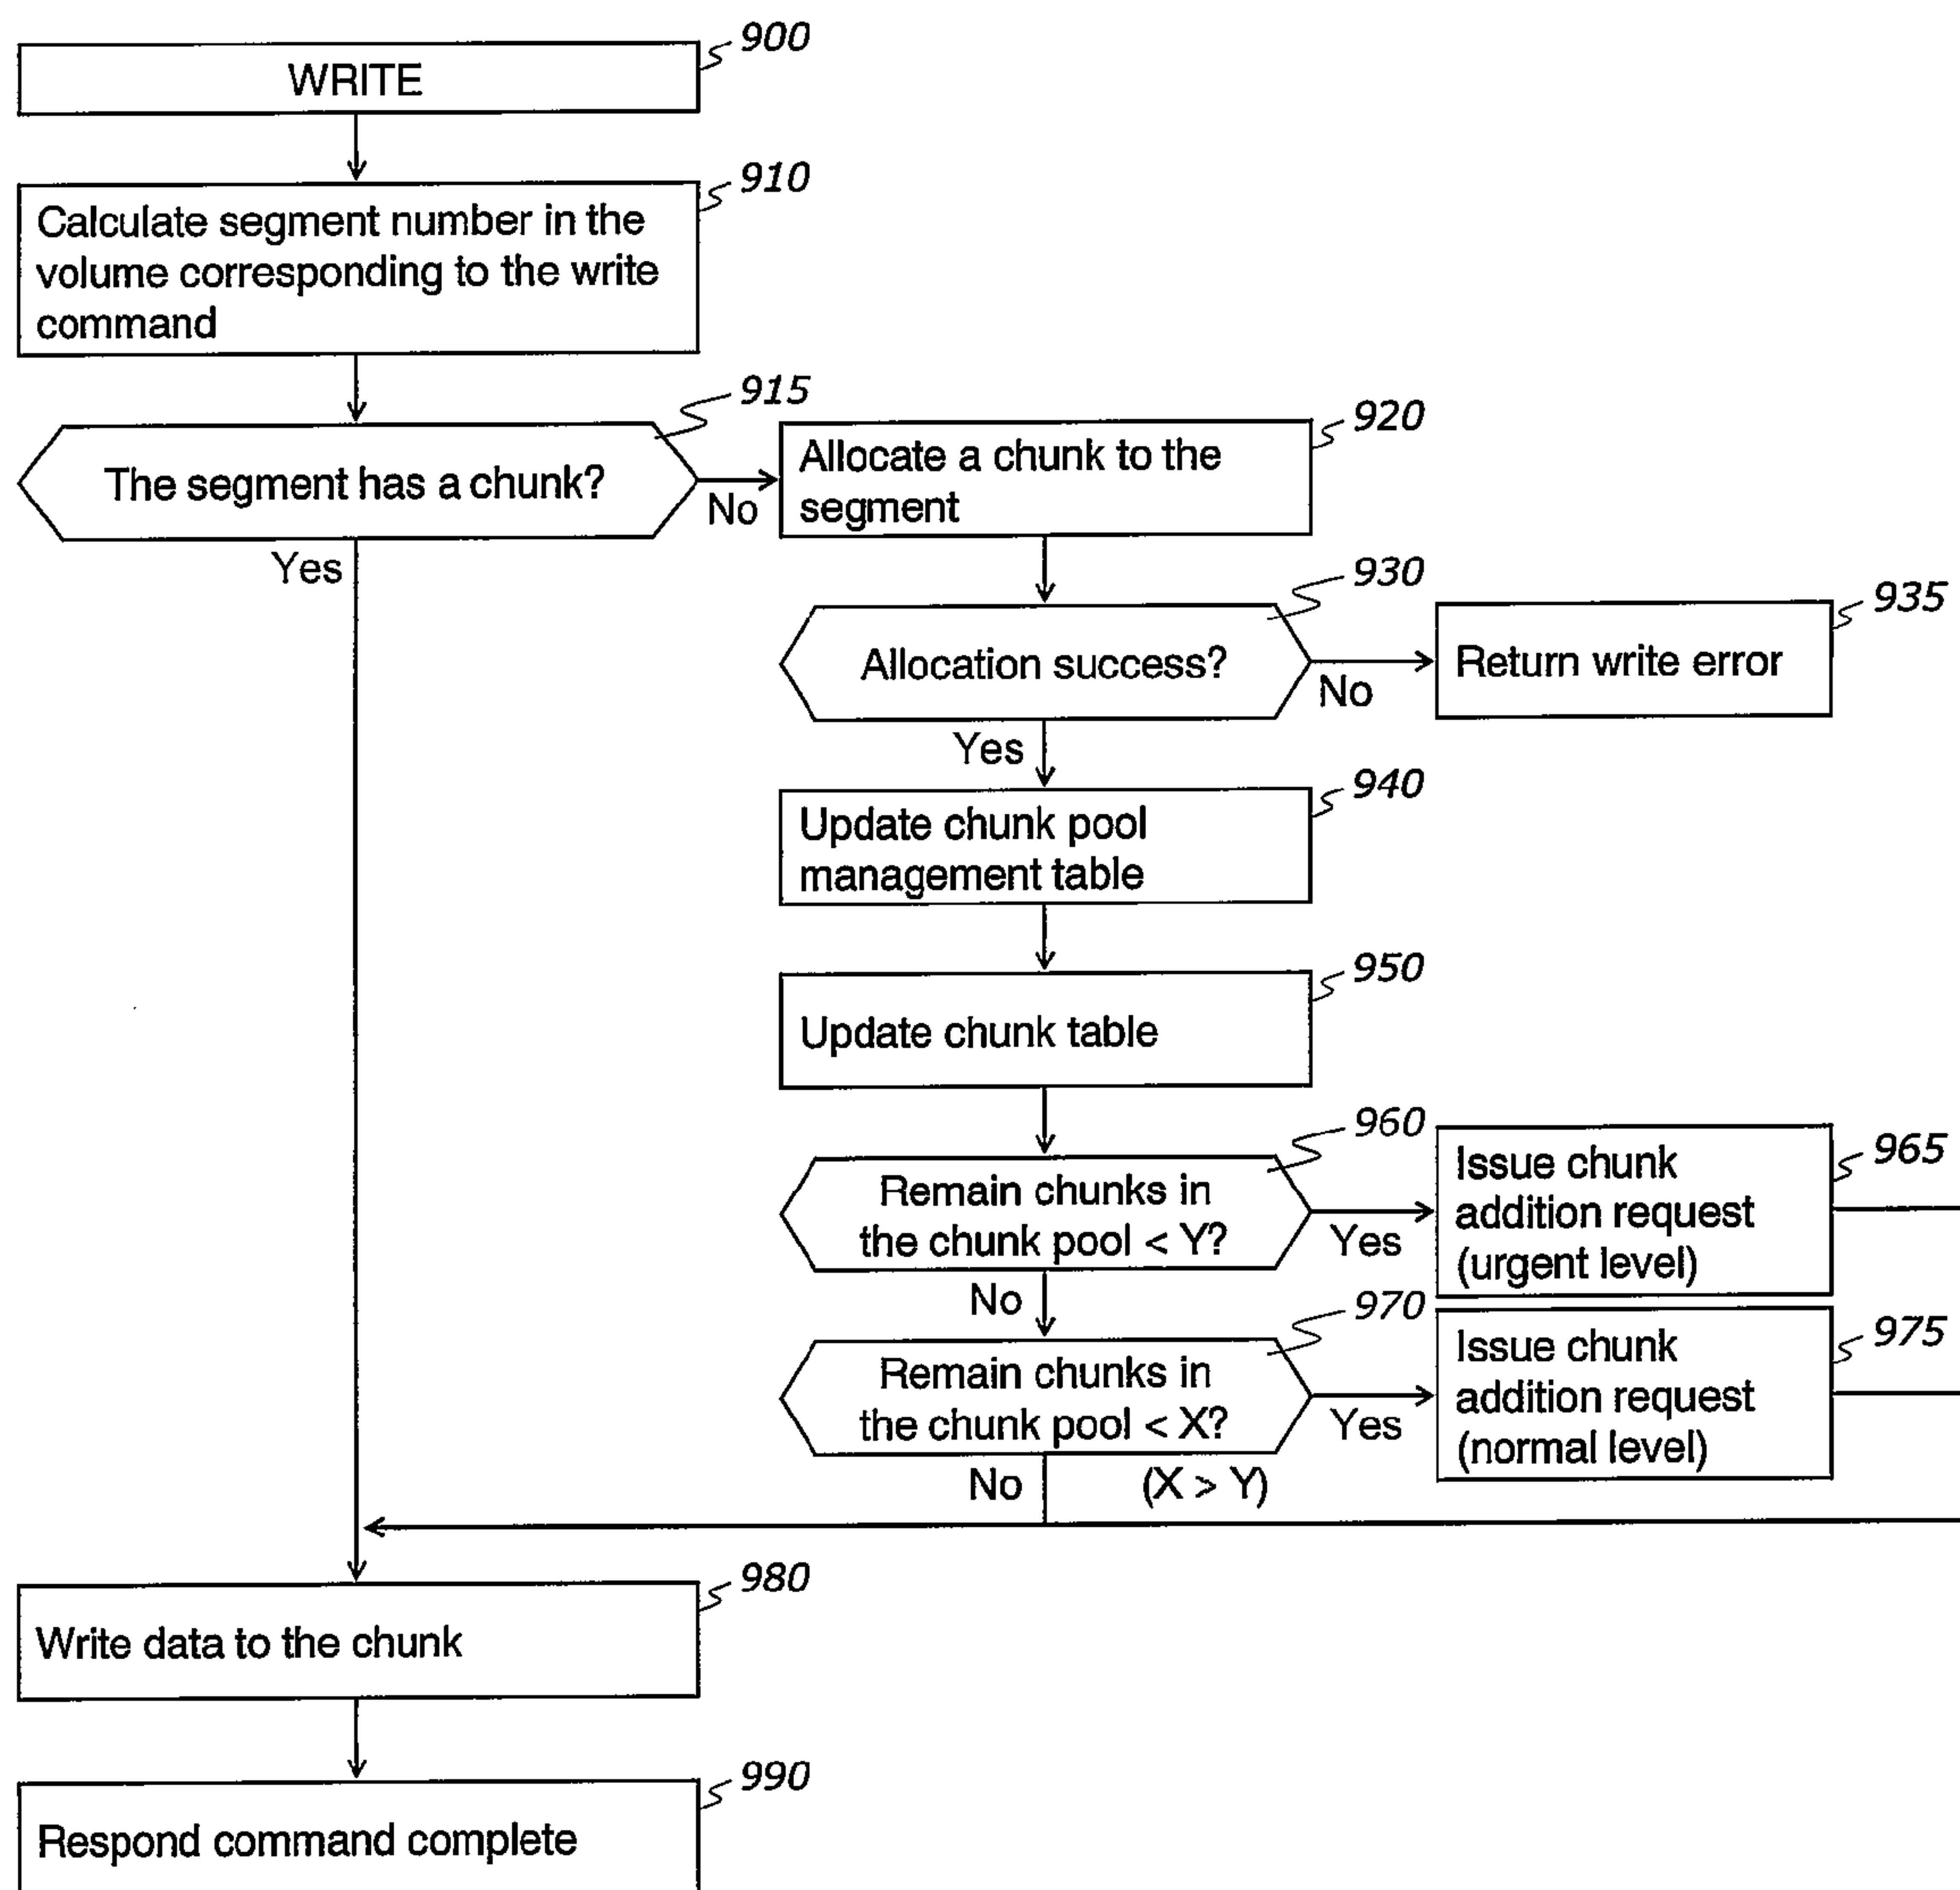 900
WRITE
910
Calculate segment number in the
volume corresponding to the write
command
915
The segment has a chunk?
No
Yes
920
Allocate a chunk to the
segment
930
Allocation success?
No
Yes
935
Return write error
940
Update chunk pool
management table
950
Update chunk table
960
Remain chunks in
the chunk pool < Y?
Yes
No
965
Issue chunk
addition request
(urgent level)
970
Remain chunks in
the chunk pool < X?
Yes
No
(X > Y)
975
Issue chunk
addition request
(normal level)
980
Write data to the chunk
990
Respond command complete